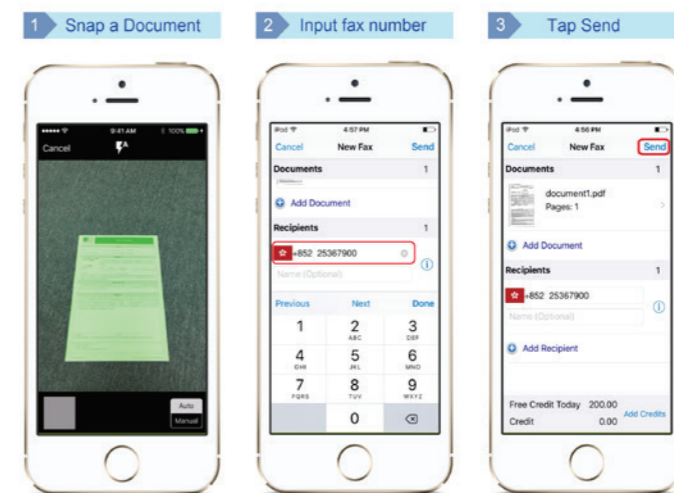 1 Snap a Document
2 Input fax number
3 Tap Send
9:41 AM
100%
Cancel
A
Auto
Manual
iPod
4:57 PM
Cancel New Fax Send
Documents 1
Add Document
Recipients 1
+852 25367900
Name (Optional)
Previous Next Done
1 2 3
ABC DEF
4 5 6
GHI JKL MNO
7 8 9
PQRS TUV WXYZ
0
iPod
4:56 PM
Cancel New Fax Send
Documents 1
document1.pdf
Pages: 1
Add Document
Recipients 1
+852 25367900
Name (Optional)
Add Recipient
Free Credit Today 200.00
Credit 0.00
Add Credits